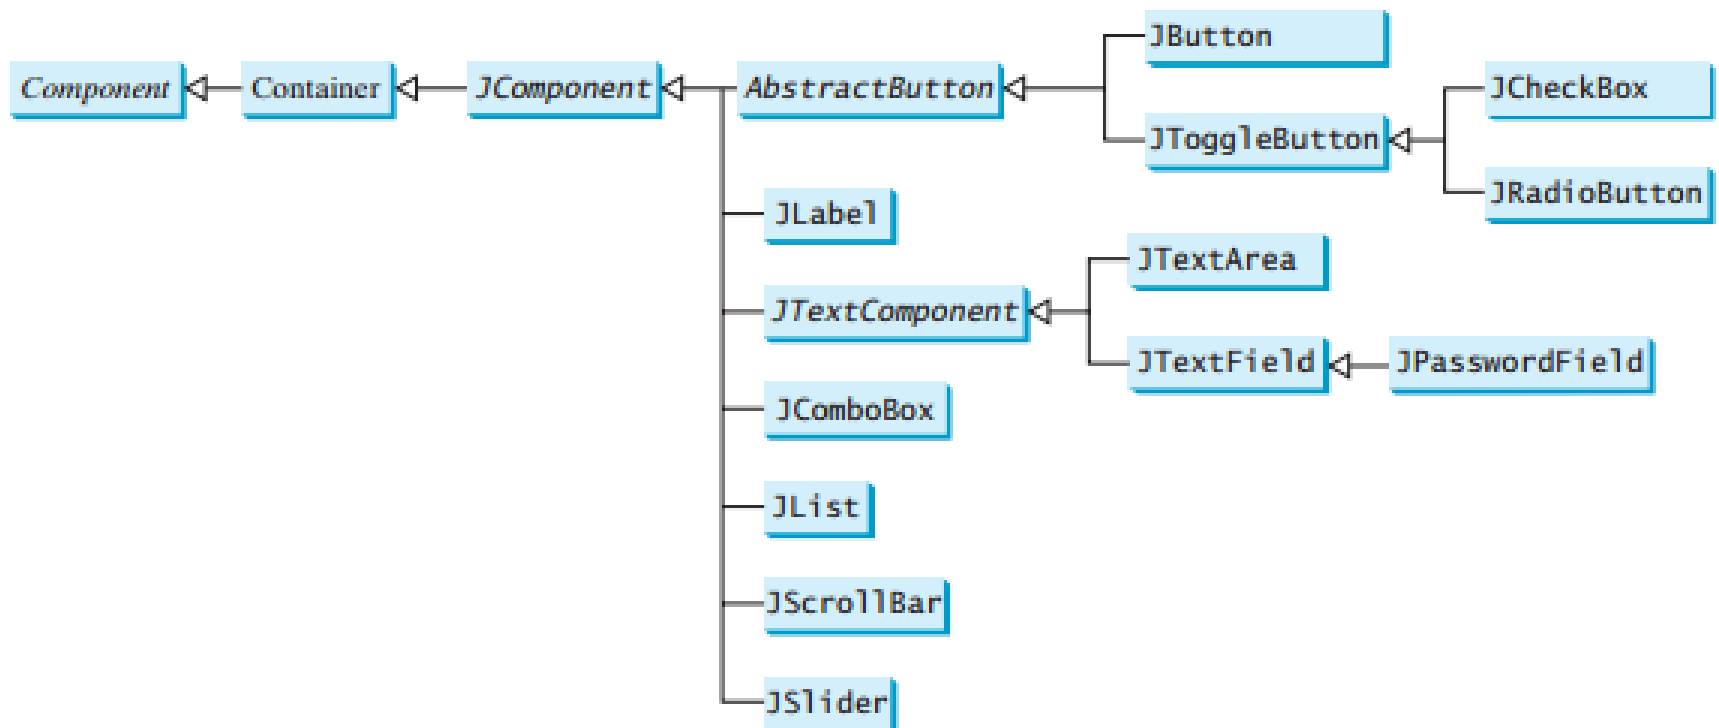 JButton
Component
Container
JComponent
AbstractButton
JCheckBox
JToggleButton
JRadioButton
JLabel
JTextArea
JTextComponent
JTextField
JPasswordField
JComboBox
JList
JScrollBar
JSlider